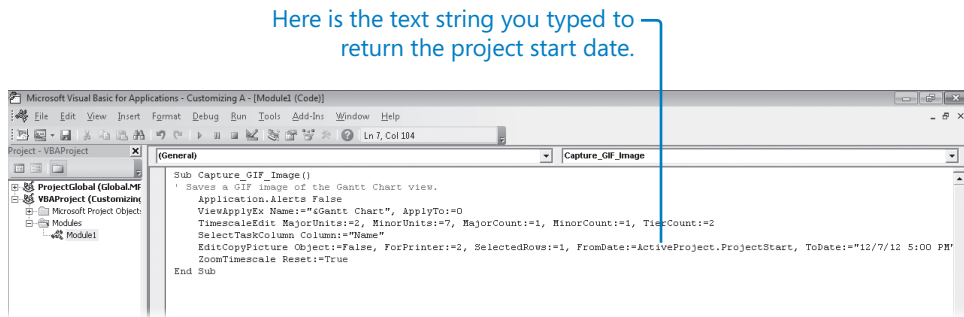 Here is the text string you typed to
return the project start date.
Microsoft Visual Basic for Applications - Customizing A - [Module1 (Code)]
File Edit View Insert Format Debug Run Tools Add-Ins Window Help
Ln 7, Col 104
Project - VBAProject
(General)
Capture_GIF_Image
ProjectGlobal (Global.MP
VBAProject (Customizing
Microsoft Project Objects
Modules
Module1
Sub Capture_GIF_Image()
' Saves a GIF image of the Gantt Chart view.
Application.Alerts False
ViewApplyEx Name:="&Gantt Chart", ApplyTo:=0
TimescaleEdit MajorUnits:=2, MinorUnits:=7, MajorCount:=1, MinorCount:=1, TierCount:=2
SelectTaskColumn Column:="Name"
EditCopyPicture Object:=False, ForPrinter:=2, SelectedRows:=1, FromDate:=ActiveProject.ProjectStart, ToDate:="12/7/12 5:00 PM"
ZoomTimescale Reset:=True
End Sub